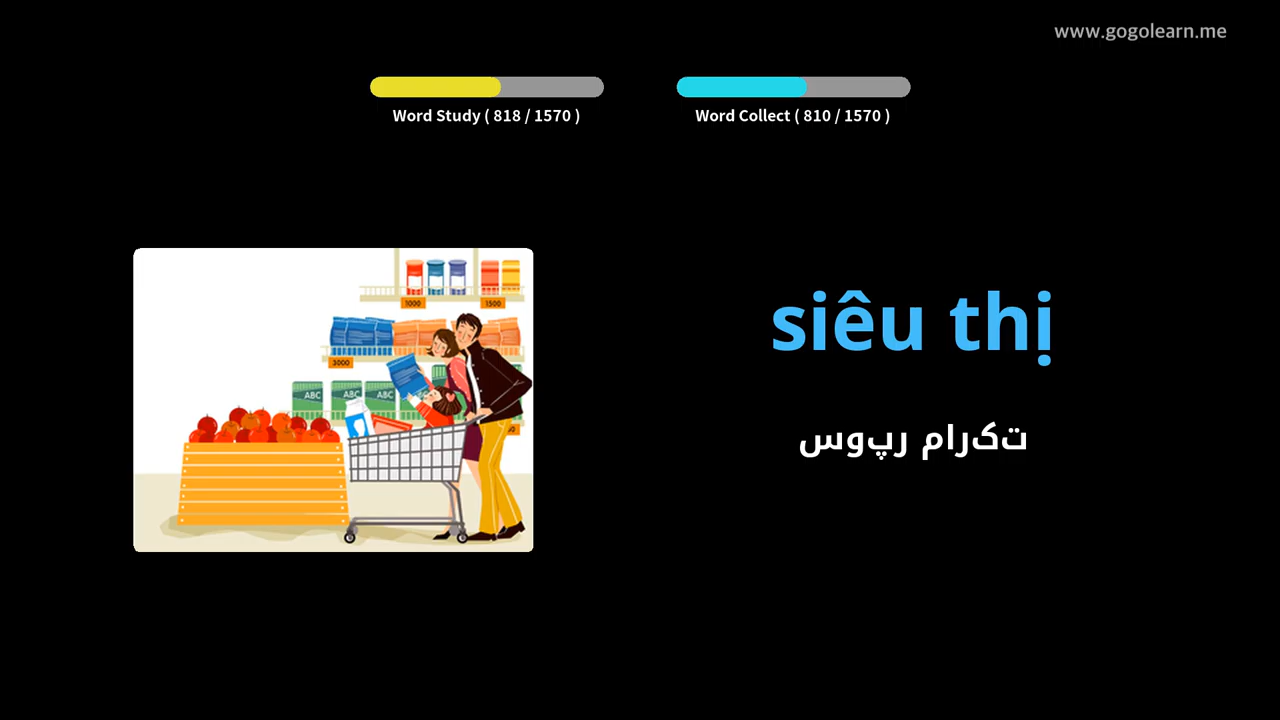 www.gogolearn.me
Word Study ( 818 / 1570 )
Word Collect ( 810 / 1570 )
siêu thị
تکرام رپوس
1000
1500
3000
ABC
ABC
ABC